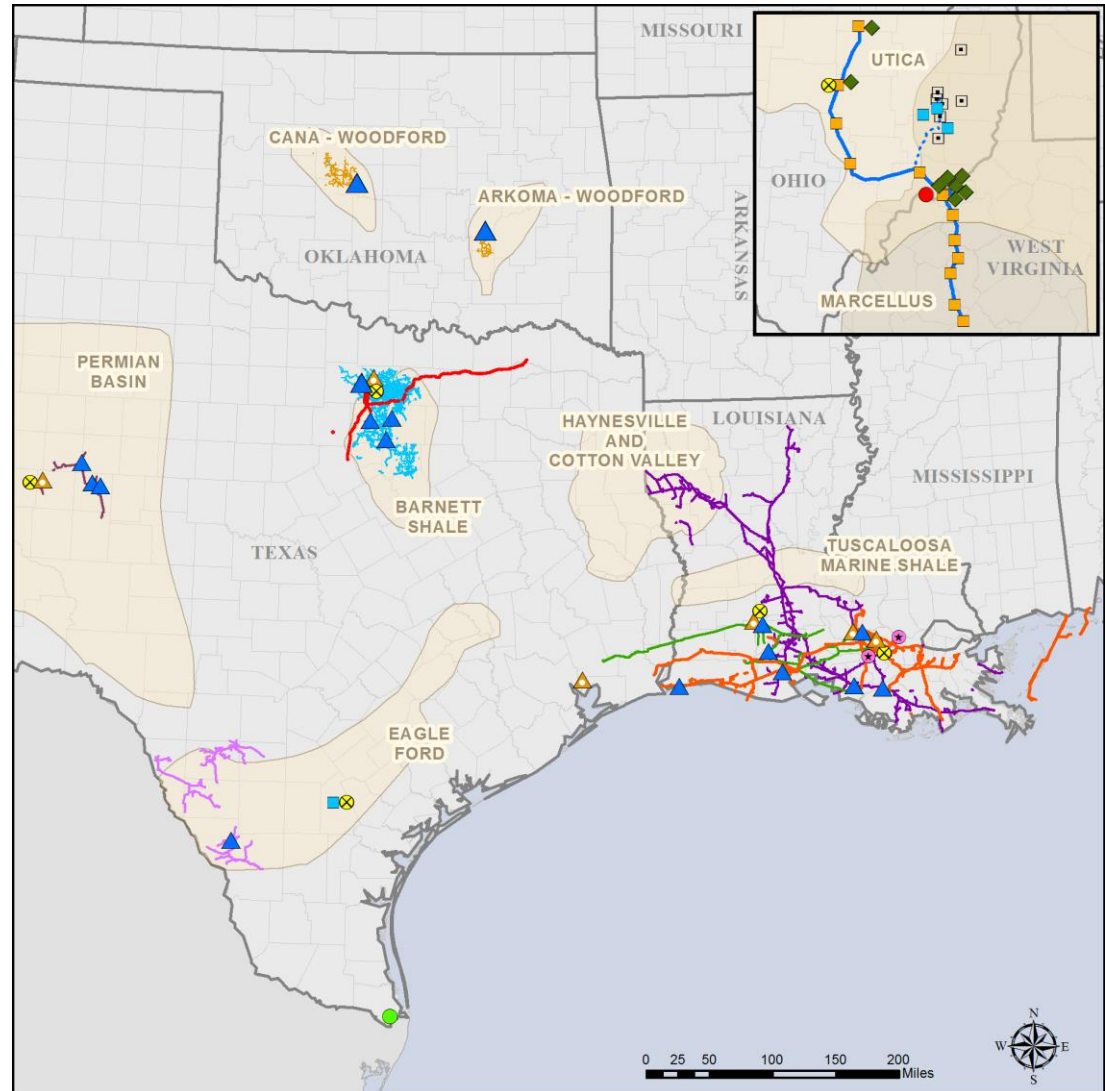 MISSOURI
UTICA
OHIO
WEST
VIRGINIA
MARCELLUS
CANA - WOODFORD
ARKOMA - WOODFORD
OKLAHOMA
ARKANSAS
PERMIAN
BASIN
HAYNESVILLE
AND
COTTON VALLEY
LOUISIANA
MISSISSIPPI
BARNETT
SHALE
TEXAS
TUSCALOOSA
MARINE SHALE
EAGLE
FORD
N
W E
S
0 25 50 100 150 200
Miles